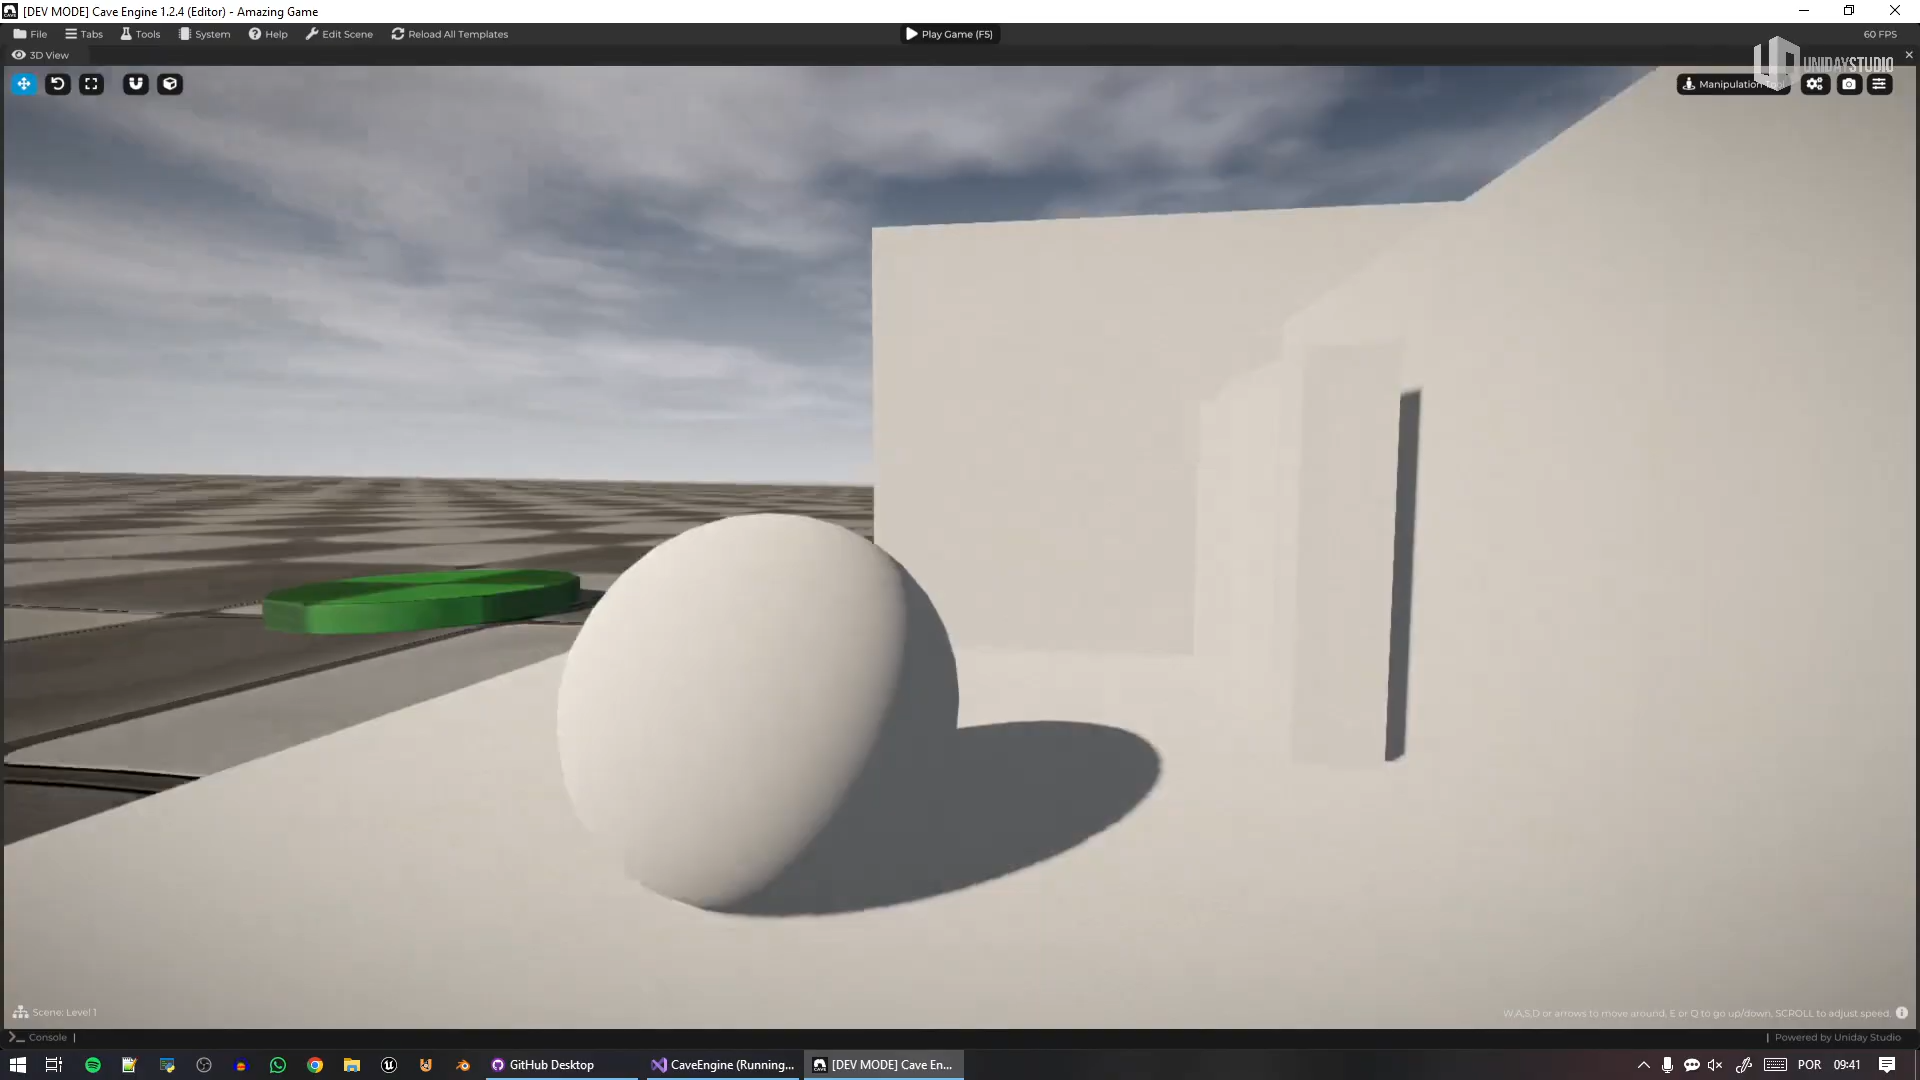 [DEV MODE] Cave Engine 1.2.4 (Editor) - Amazing Game
File Tabs Tools System Help Edit Scene Reload All Templates Play Game (F5) 60 FPS
3D View
UNIDAYSTUDIO
Manipulation
Scene: Level 1
W,A,S,D or arrows to move around, E or Q to go up/down, SCROLL to adjust speed.
Console | | Powered by Uniday Studio
GitHub Desktop CaveEngine (Running... [DEV MODE] Cave En... POR 09:41